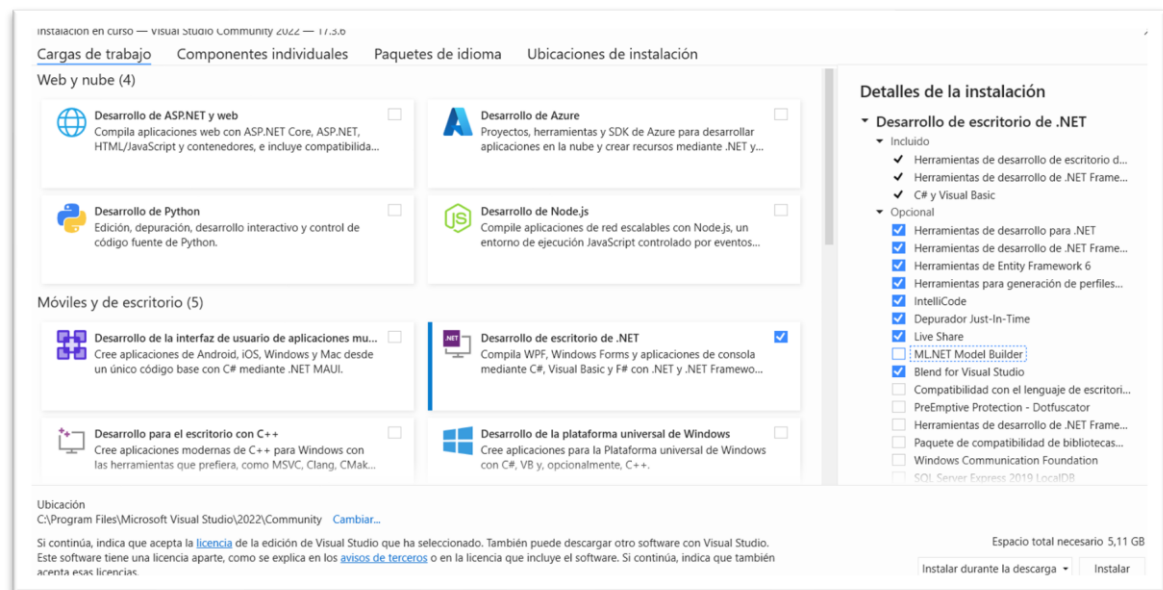 Instalación en curso — Visual Studio Community 2022 — 17.3.6
Cargas de trabajo Componentes individuales Paquetes de idioma Ubicaciones de instalación
Web y nube (4)
Desarrollo de ASP.NET y web
Compila aplicaciones web con ASP.NET Core, ASP.NET,
HTML/JavaScript y contenedores, e incluye compatibilida...
Desarrollo de Azure
Proyectos, herramientas y SDK de Azure para desarrollar
aplicaciones en la nube y crear recursos mediante .NET y...
Desarrollo de Python
Edición, depuración, desarrollo interactivo y control de
código fuente de Python.
JS
Desarrollo de Node.js
Compile aplicaciones de red escalables con Node.js, un
entorno de ejecución JavaScript controlado por eventos...
Móviles y de escritorio (5)
Desarrollo de la interfaz de usuario de aplicaciones mu...
Cree aplicaciones de Android, iOS, Windows y Mac desde
un único código base con C# mediante .NET MAUI.
.NET
Desarrollo de escritorio de .NET
Compila WPF, Windows Forms y aplicaciones de consola
mediante C#, Visual Basic y F# con .NET y .NET Framewo...
Desarrollo para el escritorio con C++
Cree aplicaciones modernas de C++ para Windows con
las herramientas que prefiera, como MSVC, Clang, CMak...
Desarrollo de la plataforma universal de Windows
Cree aplicaciones para la Plataforma universal de Windows
con C#, VB y, opcionalmente, C++.
Detalles de la instalación
Desarrollo de escritorio de .NET
Incluido
Herramientas de desarrollo de escritorio d...
Herramientas de desarrollo de .NET Frame...
C# y Visual Basic
Opcional
Herramientas de desarrollo para .NET
Herramientas de desarrollo de .NET Frame...
Herramientas de Entity Framework 6
Herramientas para generación de perfiles...
IntelliCode
Depurador Just-In-Time
Live Share
ML.NET Model Builder
Blend for Visual Studio
Compatibilidad con el lenguaje de escritori...
PreEmptive Protection - Dotfuscator
Herramientas de desarrollo de .NET Frame...
Paquete de compatibilidad de bibliotecas...
Windows Communication Foundation
SQL Server Express 2019 LocalDB
Ubicación
C:\Program Files\Microsoft Visual Studio\2022\Community Cambiar...
Si continúa, indica que acepta la licencia de la edición de Visual Studio que ha seleccionado. También puede descargar otro software con Visual Studio.
Este software tiene una licencia aparte, como se explica en los avisos de terceros o en la licencia que incluye el software. Si continúa, indica que también
acepta esas licencias.
Espacio total necesario 5,11 GB
Instalar durante la descarga Instalar